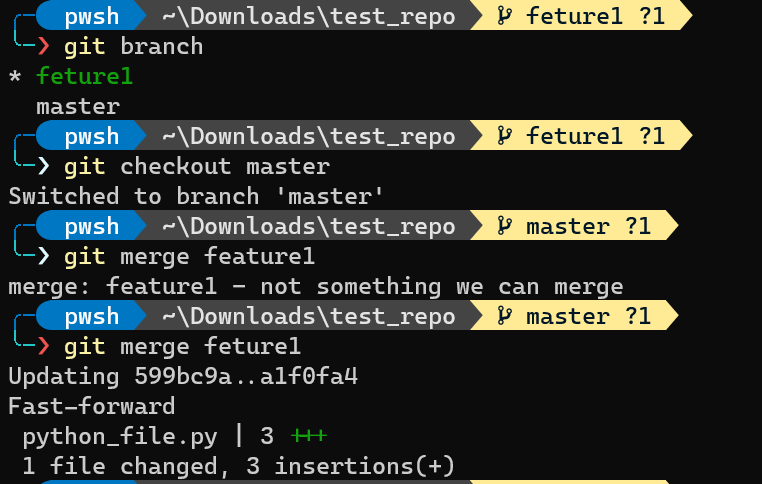 pwsh ~\Downloads\test_repo feture1 ?1
❯ git branch
* feture1
master
pwsh ~\Downloads\test_repo feture1 ?1
❯ git checkout master
Switched to branch 'master'
pwsh ~\Downloads\test_repo master ?1
❯ git merge feature1
merge: feature1 - not something we can merge
pwsh ~\Downloads\test_repo master ?1
❯ git merge feture1
Updating 599bc9a..a1f0fa4
Fast-forward
python_file.py | 3 +++
1 file changed, 3 insertions(+)